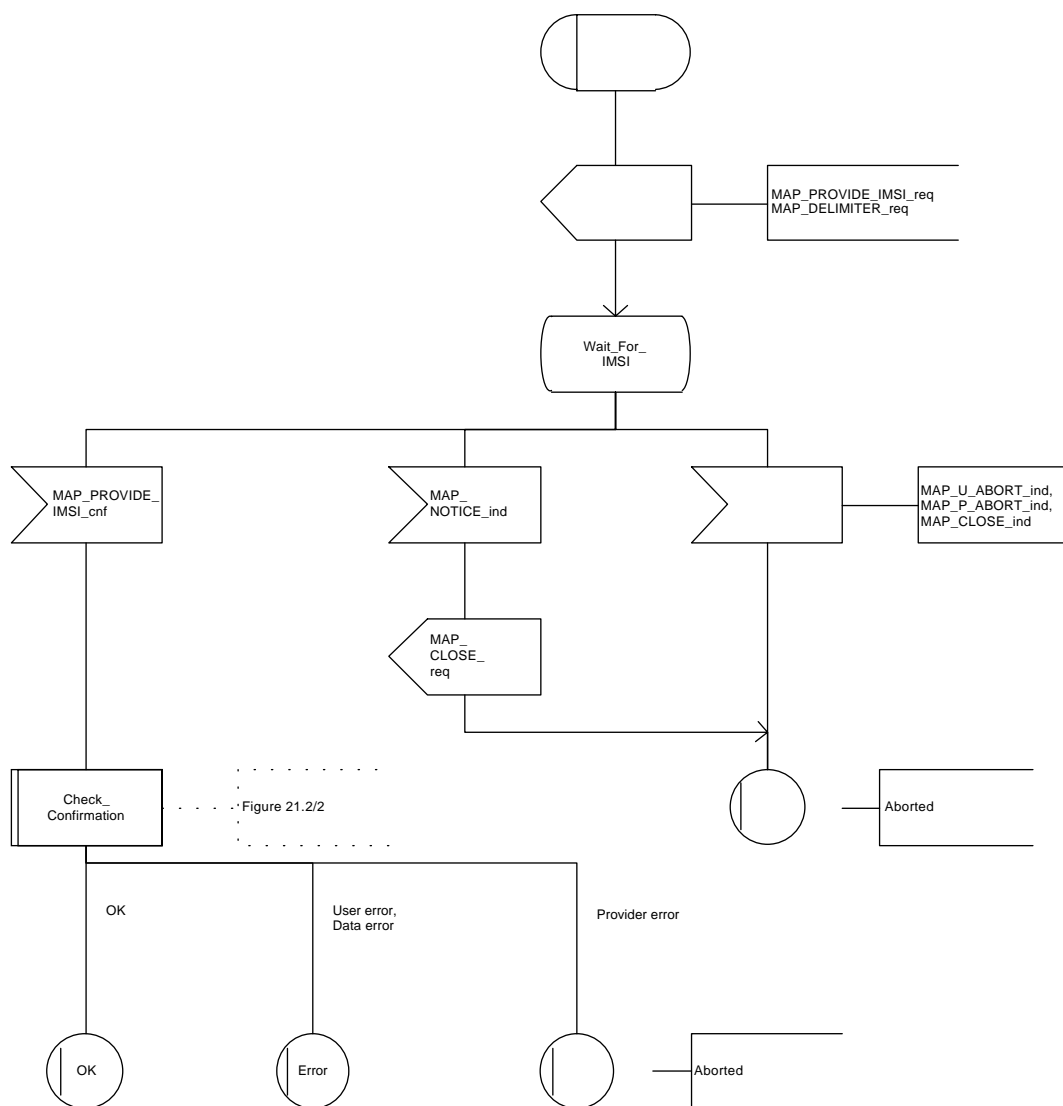 MAP_PROVIDE_IMSI_req
MAP_DELIMITER_req
Wait_For_
IMSI
MAP_PROVIDE_
IMSI_cnf
MAP_
NOTICE_ind
MAP_U_ABORT_ind,
MAP_P_ABORT_ind,
MAP_CLOSE_ind
MAP_
CLOSE_
req
Check_
Confirmation
Figure 21.2/2
Aborted
OK
User error,
Data error
Provider error
OK
Error
Aborted